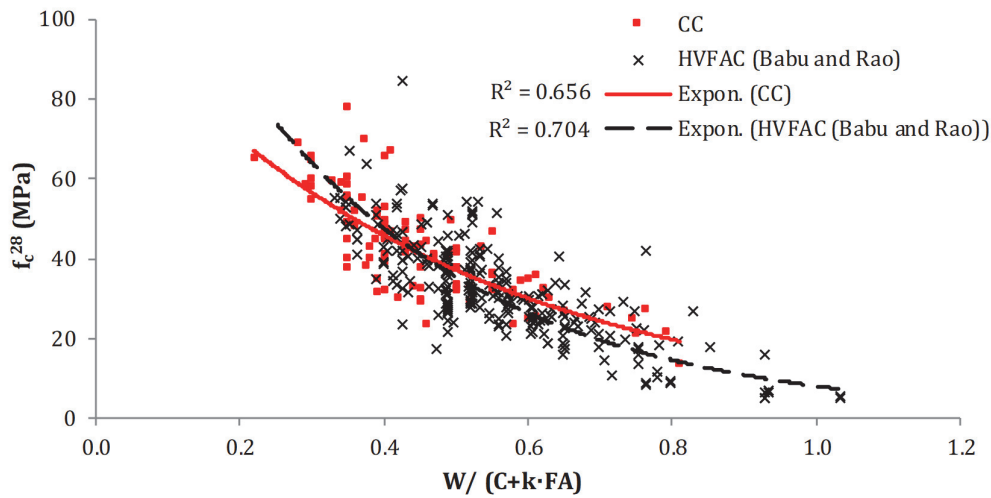 100
80
60
40
20
0
fc28 (MPa)
CC
HVFAC (Babu and Rao)
R² = 0.656
Expon. (CC)
R² = 0.704
Expon. (HVFAC (Babu and Rao))
0.0 0.2 0.4 0.6 0.8 1.0 1.2
W/ (C+k·FA)